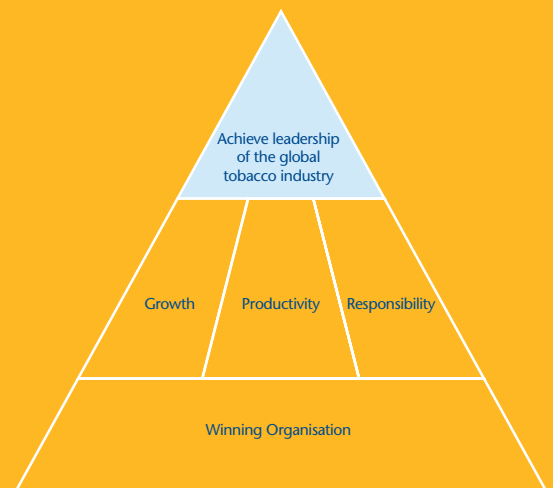 Achieve leadership
of the global
tobacco industry
Growth
Productivity
Responsibility
Winning Organisation